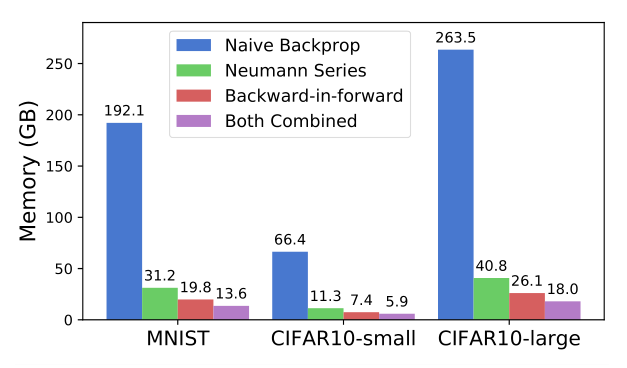 Memory (GB)
250
200
150
100
50
0
Naive Backprop
Neumann Series
Backward-in-forward
Both Combined
192.1
31.2
19.8
13.6
66.4
11.3
7.4
5.9
263.5
40.8
26.1
18.0
MNIST
CIFAR10-small
CIFAR10-large